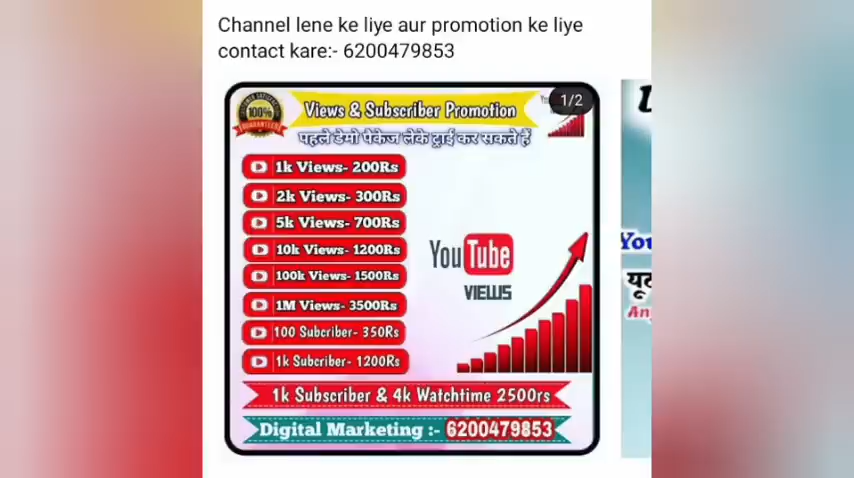 Channel lene ke liye aur promotion ke liye
contact kare:- 6200479853
1/2
100%
Views & Subscriber Promotion
पहले डेमो पैकेज लेके ट्राई कर सकते हैं
1k Views- 200Rs
2k Views- 300Rs
5k Views- 700Rs
10k Views- 1200Rs
100k Views- 1500Rs
1M Views- 3500Rs
100 Subcriber- 350Rs
1k Subcriber- 1200Rs
YouTube
VIEWS
1k Subscriber & 4k Watchtime 2500rs
Digital Marketing :- 6200479853